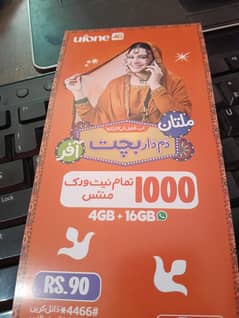 ufone 4G
ملتان
دم دار بچت
آفر
1000 تمام نیٹ ورک
منٹس
4GB + 16GB
RS. 90
*4466#
ڈائل کریں